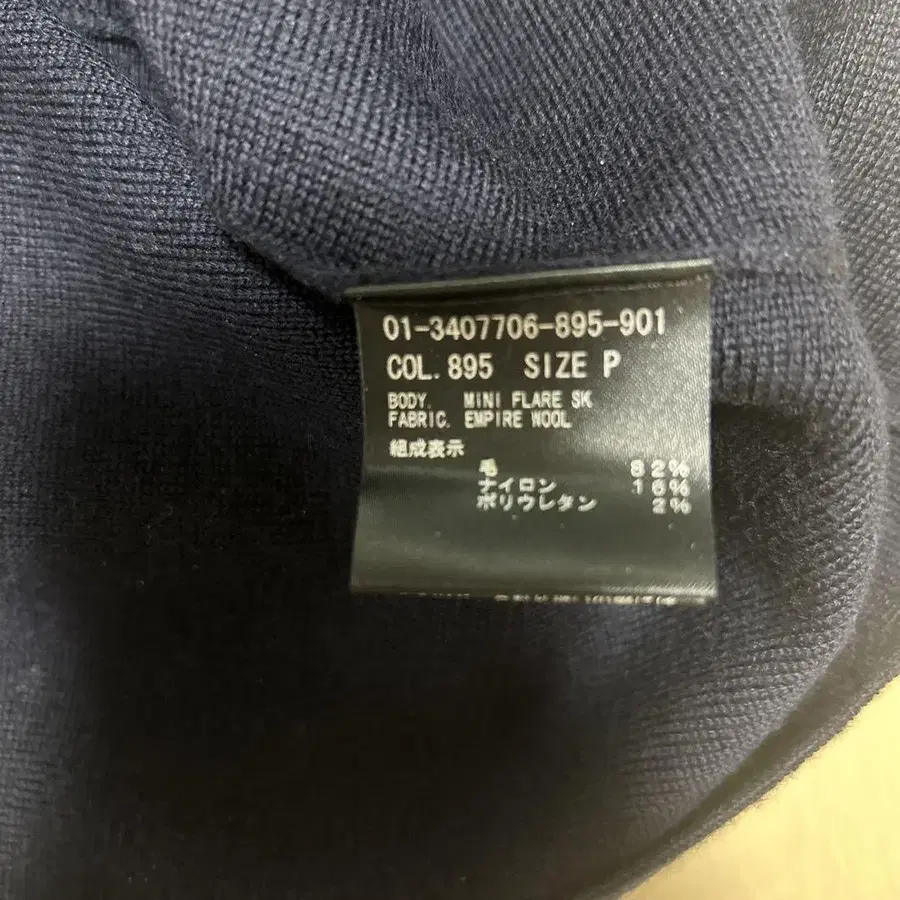 01-3407706-895-901
COL. 895 SIZE P
BODY. MINI FLARE SK
FABRIC. EMPIRE WOOL
組成表示
毛 82%
ナイロン 16%
ポリウレタン 2%